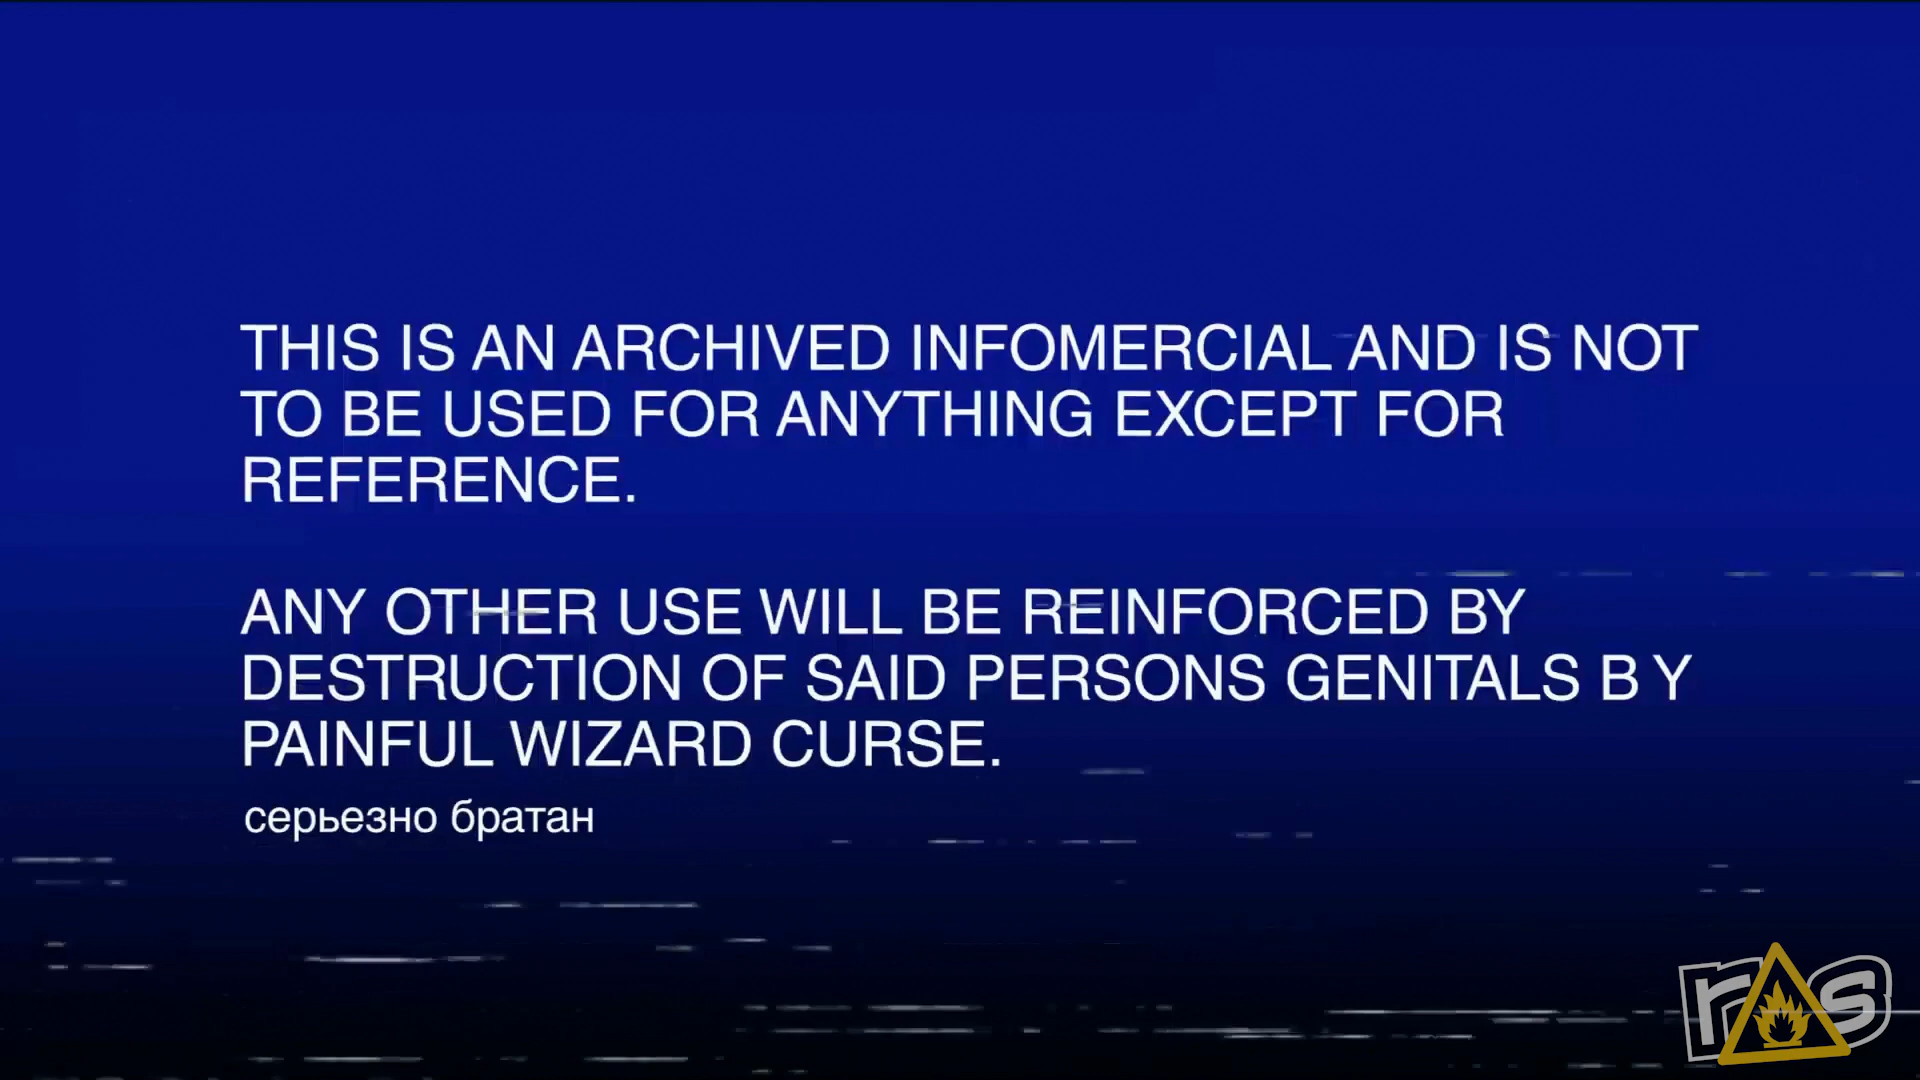 THIS IS AN ARCHIVED INFOMERCIAL AND IS NOT
TO BE USED FOR ANYTHING EXCEPT FOR
REFERENCE.
ANY OTHER USE WILL BE REINFORCED BY
DESTRUCTION OF SAID PERSONS GENITALS B Y
PAINFUL WIZARD CURSE.
серьезно братан
ras